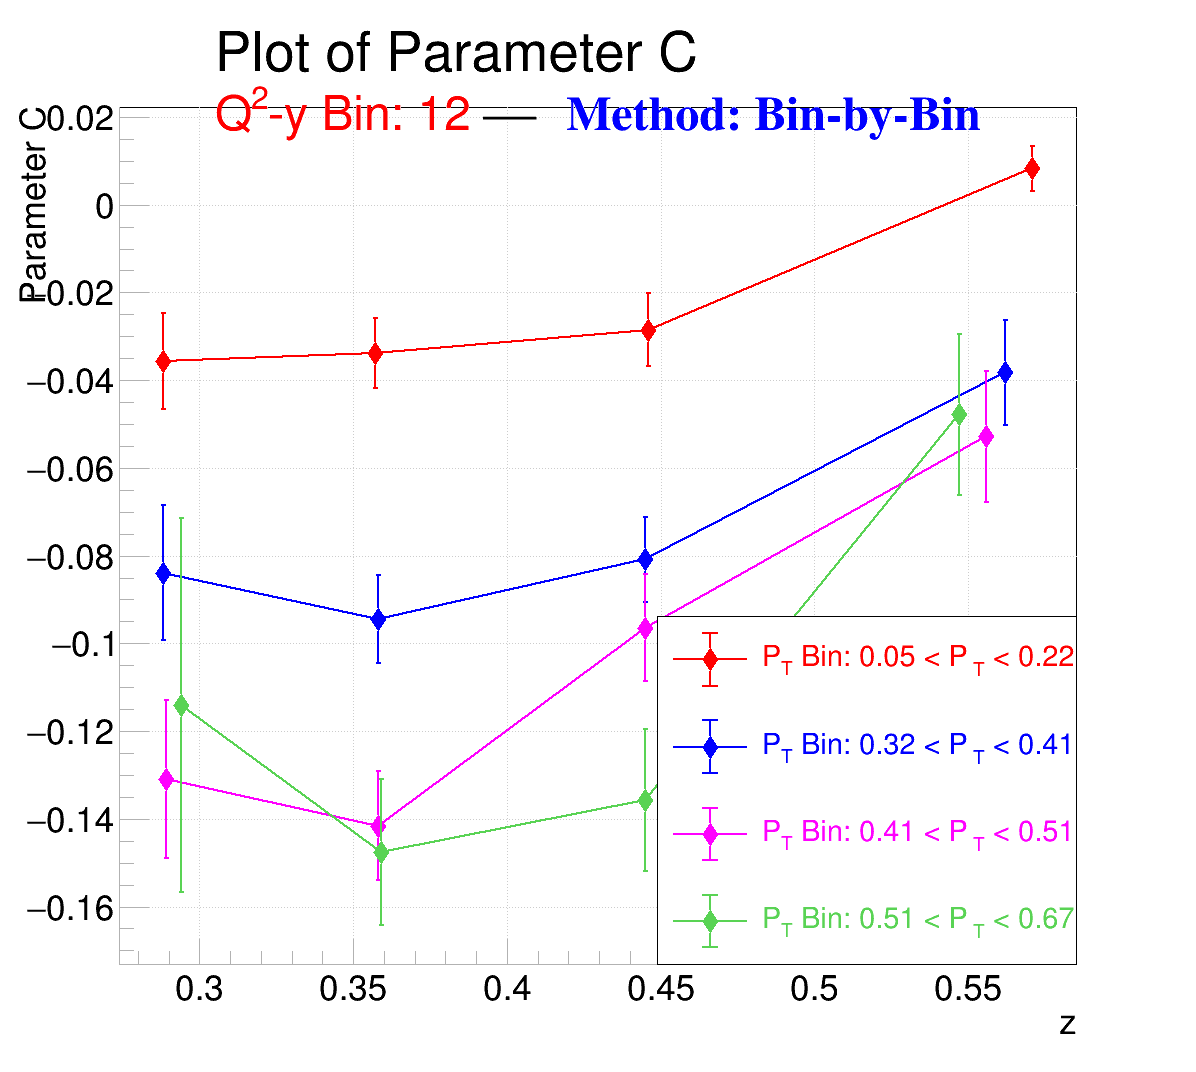 Plot of Parameter C
Q²-y Bin: 12 — Method: Bin-by-Bin
Parameter C
0.02
0
−0.02
−0.04
−0.06
−0.08
−0.1
−0.12
−0.14
−0.16
P_T Bin: 0.05 < P_T < 0.22
P_T Bin: 0.32 < P_T < 0.41
P_T Bin: 0.41 < P_T < 0.51
P_T Bin: 0.51 < P_T < 0.67
0.3 0.35 0.4 0.45 0.5 0.55
z